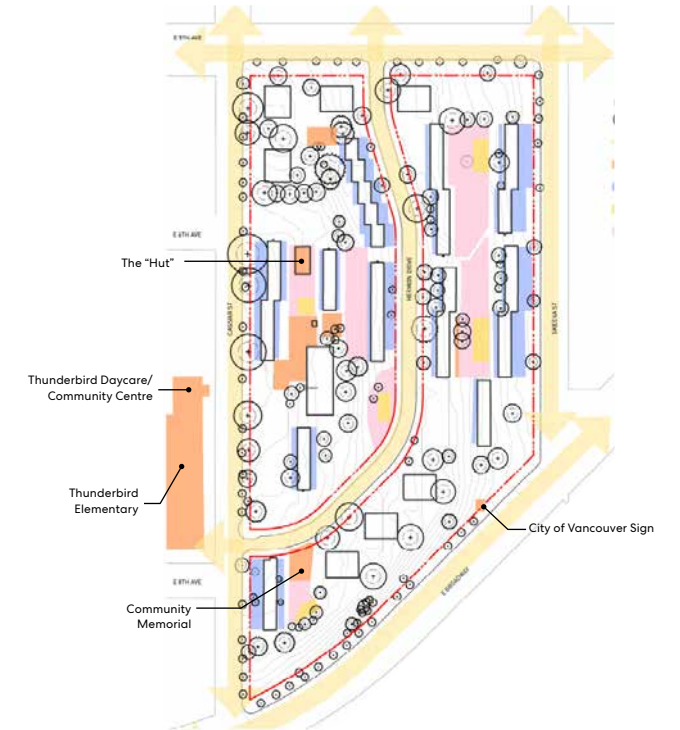 E 5TH AVE
E 6TH AVE
The "Hut"
HERMON DRIVE
CASSIAR ST
SKEENA ST
Thunderbird Daycare/
Community Centre
Thunderbird
Elementary
City of Vancouver Sign
E 8TH AVE
E BROADWAY
Community
Memorial